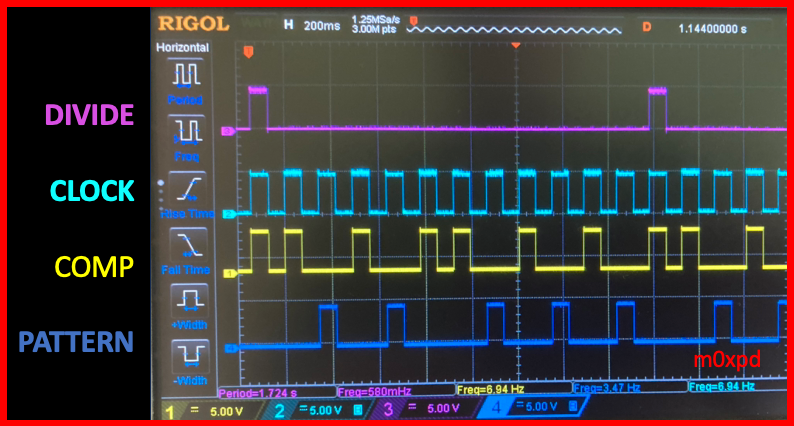 RIGOL
H 200ms 1.25MSa/s 3.00M pts D 1.14400000 s
Horizontal
DIVIDE
Period
CLOCK
Freq
Rise Time
COMP
Fall Time
+Width
PATTERN
-Width
m0xpd
Period=1.724 s Freq=580mHz Freq=6.94 Hz Freq=3.47 Hz Freq=6.94 Hz
1 = 5.00 V 2 = 5.00 V 3 = 5.00 V 4 = 5.00 V